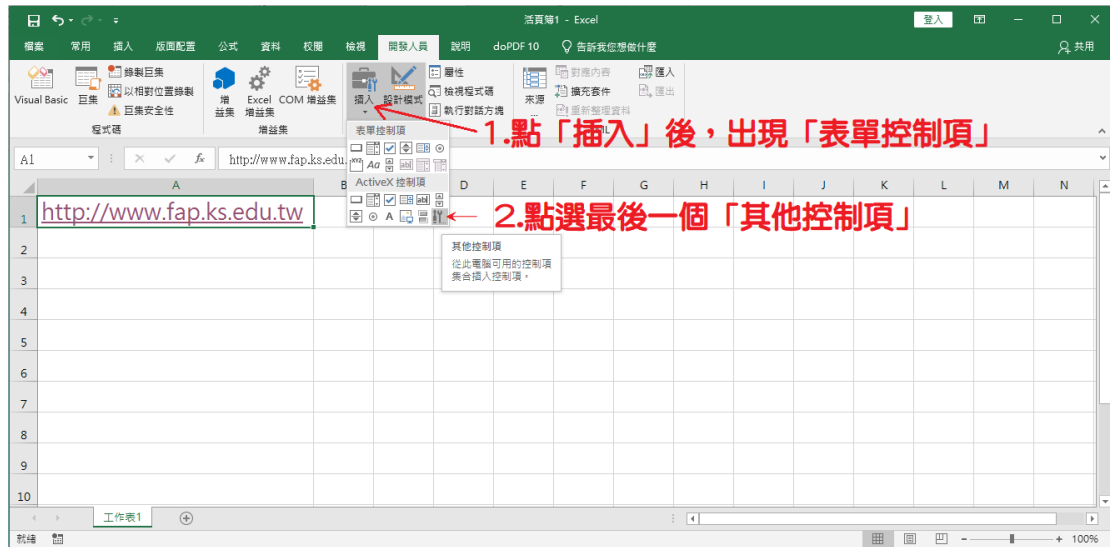 活頁簿1 - Excel
登入
檔案 常用 插入 版面配置 公式 資料 校閱 檢視 開發人員 說明 doPDF 10 告訴我您想做什麼 共用
Visual Basic
巨集
錄製巨集
以相對位置錄製
巨集安全性
程式碼
增益集
Excel 增益集
COM 增益集
增益集
插入
設計模式
屬性
檢視程式碼
執行對話方塊
來源
...
對應內容
擴充套件
重新整理資料
匯入
匯出
1.點「插入」後，出現「表單控制項」
表單控制項
Aa
ab|
A1
fx
http://www.fap.ks.edu.
ActiveX 控制項
ab|
A
A B D E F G H I J K L M N
1 http://www.fap.ks.edu.tw
2.點選最後一個「其他控制項」
其他控制項
從此電腦可用的控制項
集合插入控制項。
2
3
4
5
6
7
8
9
10
工作表1
就緒
100%